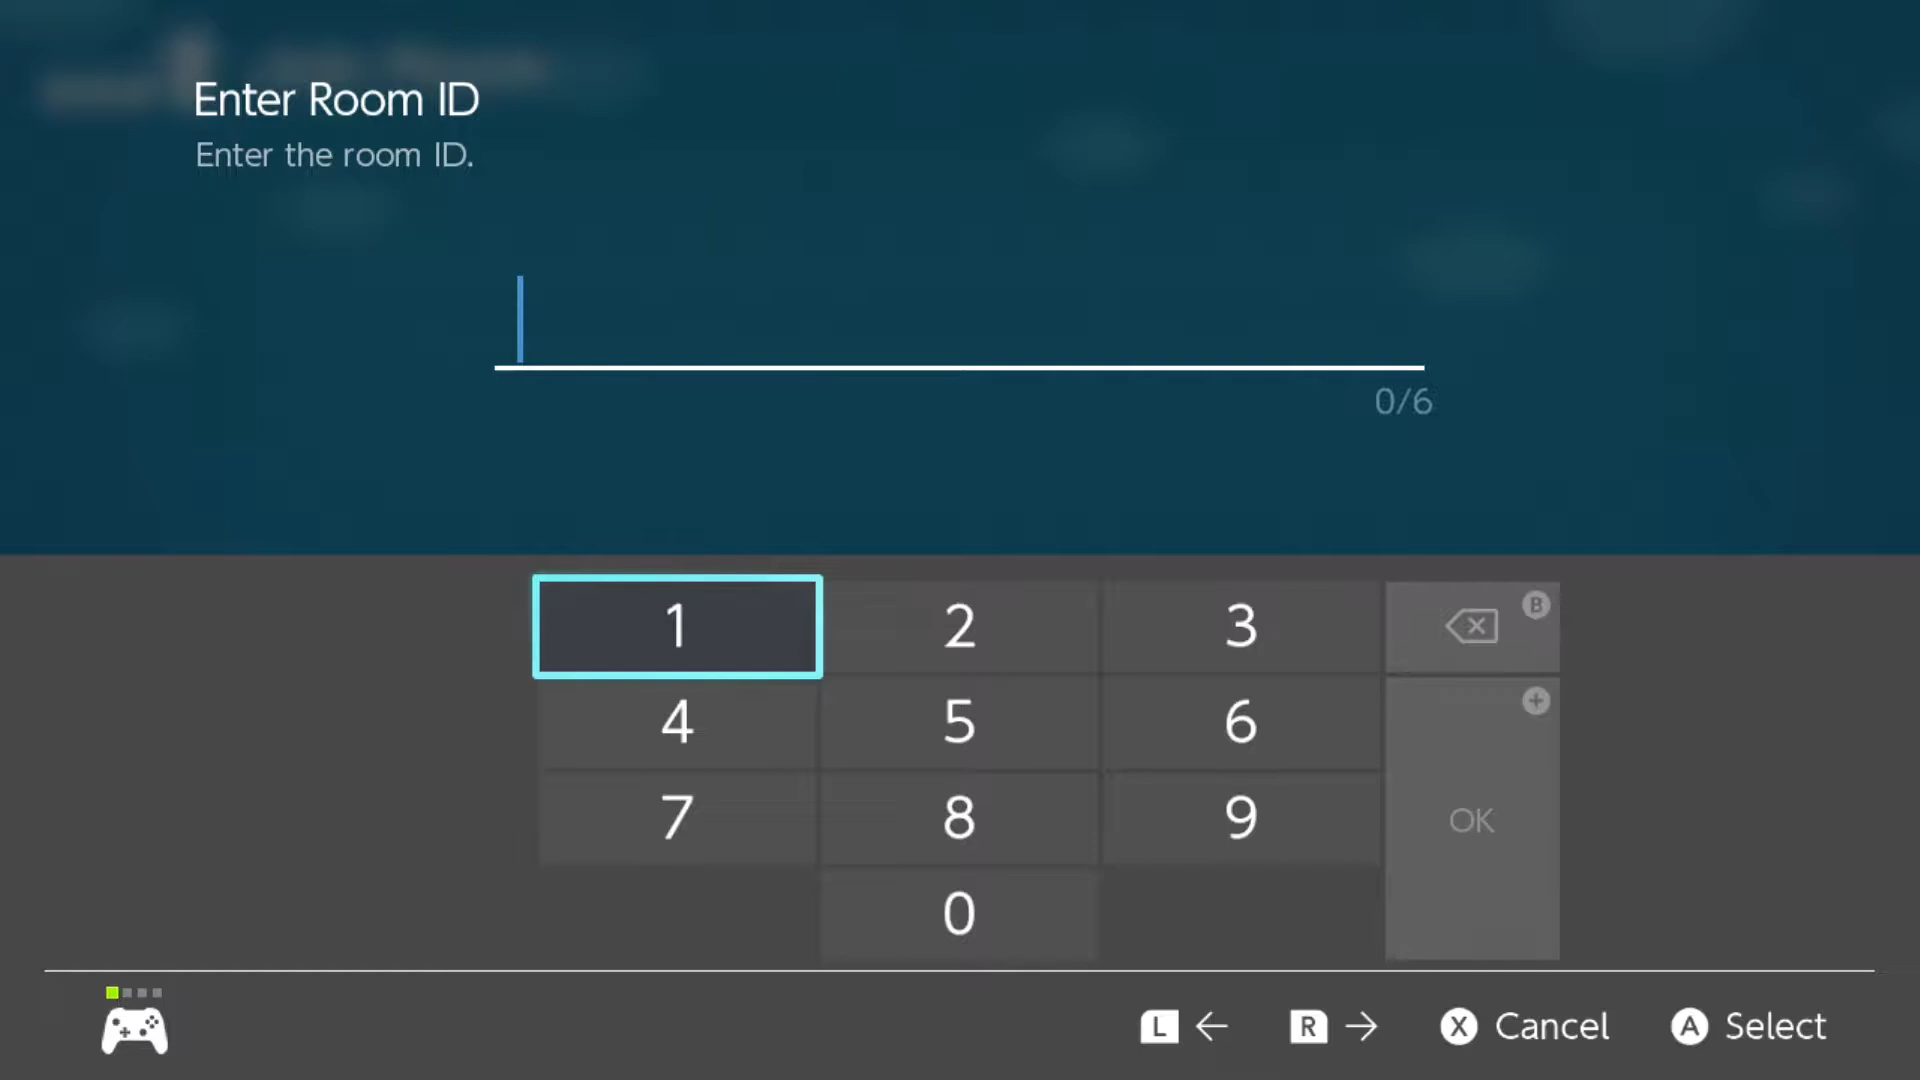 Enter Room ID
Enter the room ID.
0/6
1 2 3 B
4 5 6 +
7 8 9 OK
0
L ← R → X Cancel A Select